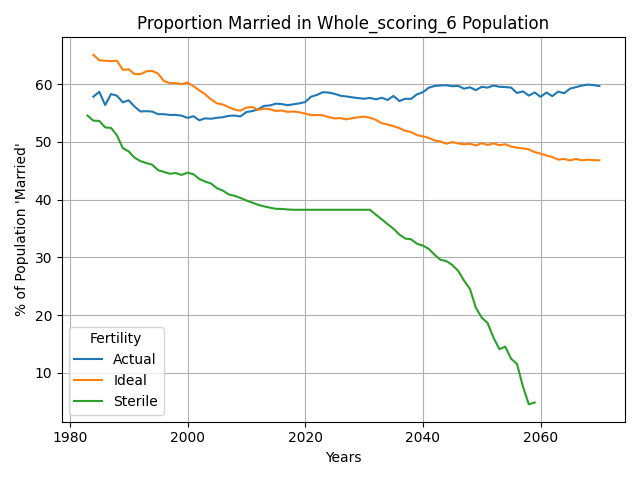 Proportion Married in Whole_scoring_6 Population
% of Population 'Married'
60
50
40
30
20
10
Fertility
Actual
Ideal
Sterile
1980 2000 2020 2040 2060
Years